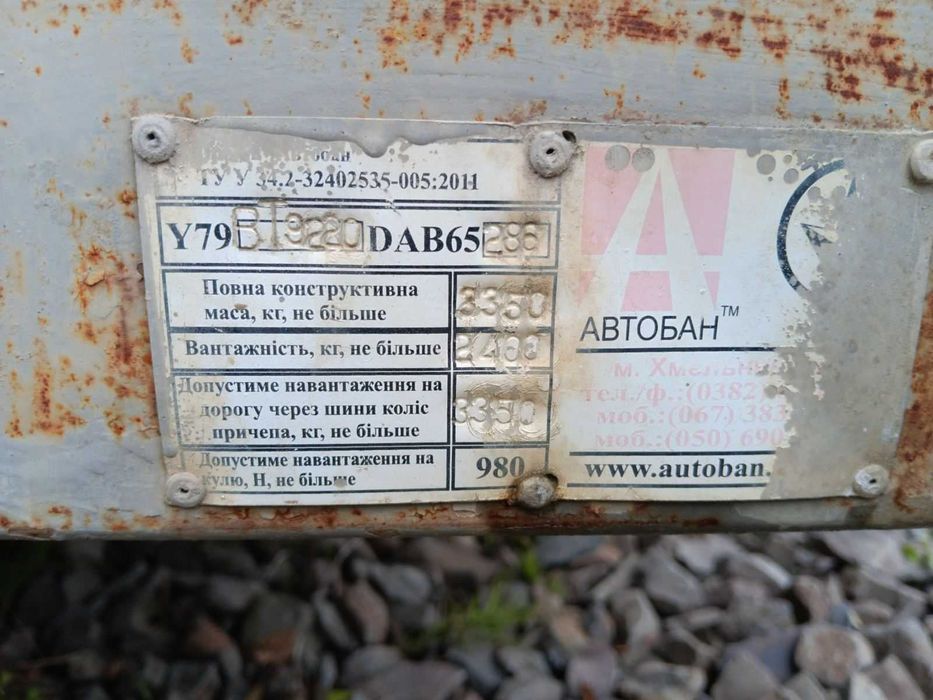 ТУ У 34.2-32402535-005:2011
Y79BT9220DAB65286
Повна конструктивна
маса, кг, не більше
3350
Вантажність, кг, не більше
Допустиме навантаження на
дорогу через шини коліс
причепа, кг, не більше
3350
Допустиме навантаження на
кулю, Н, не більше
980
АВТОБАН™
м.
тел./ф.:(0382)
моб.:(067) 383
моб.:(050) 690
www.autoban.